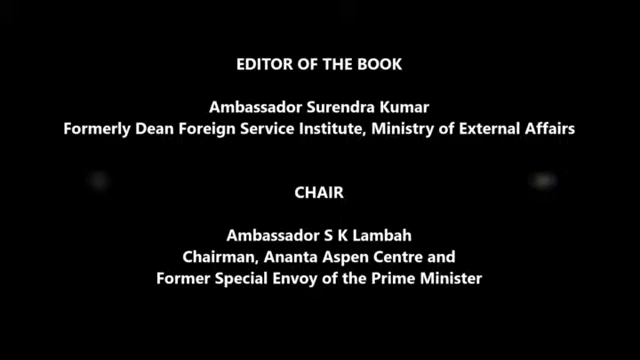 EDITOR OF THE BOOK
Ambassador Surendra Kumar
Formerly Dean Foreign Service Institute, Ministry of External Affairs
CHAIR
Ambassador S K Lambah
Chairman, Ananta Aspen Centre and
Former Special Envoy of the Prime Minister